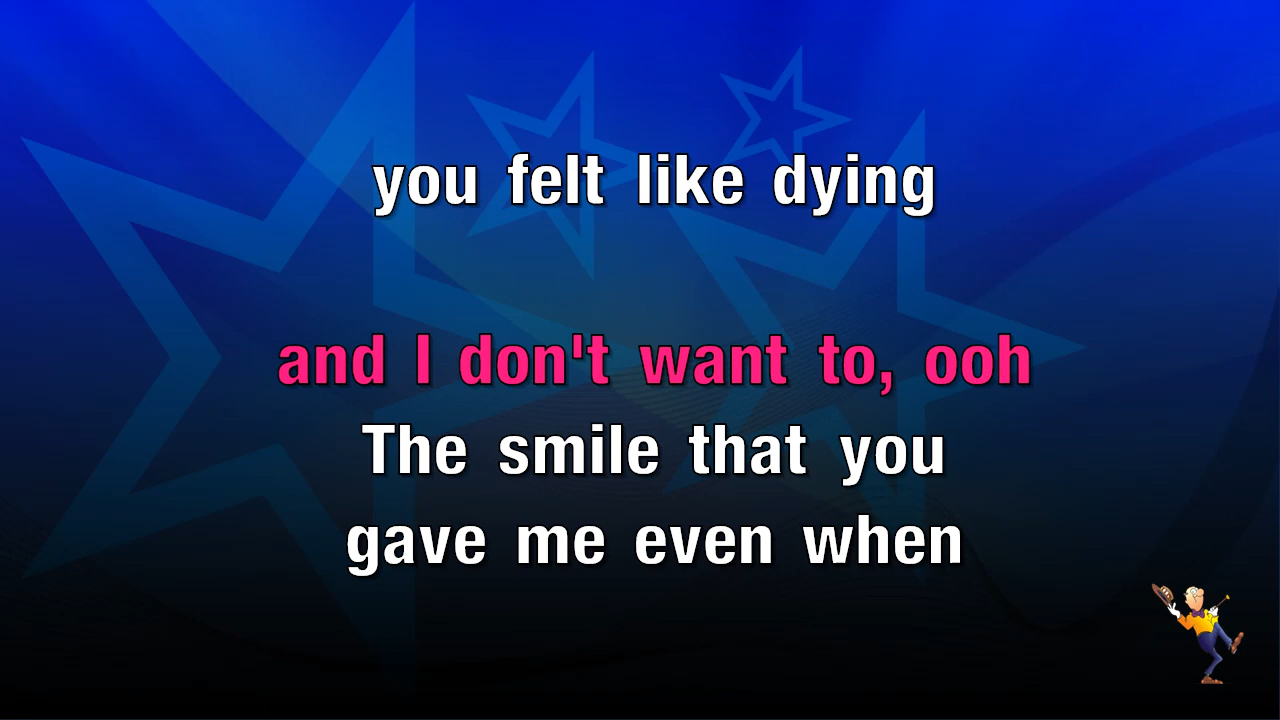 you felt like dying
and I don't want to, ooh
The smile that you
gave me even when